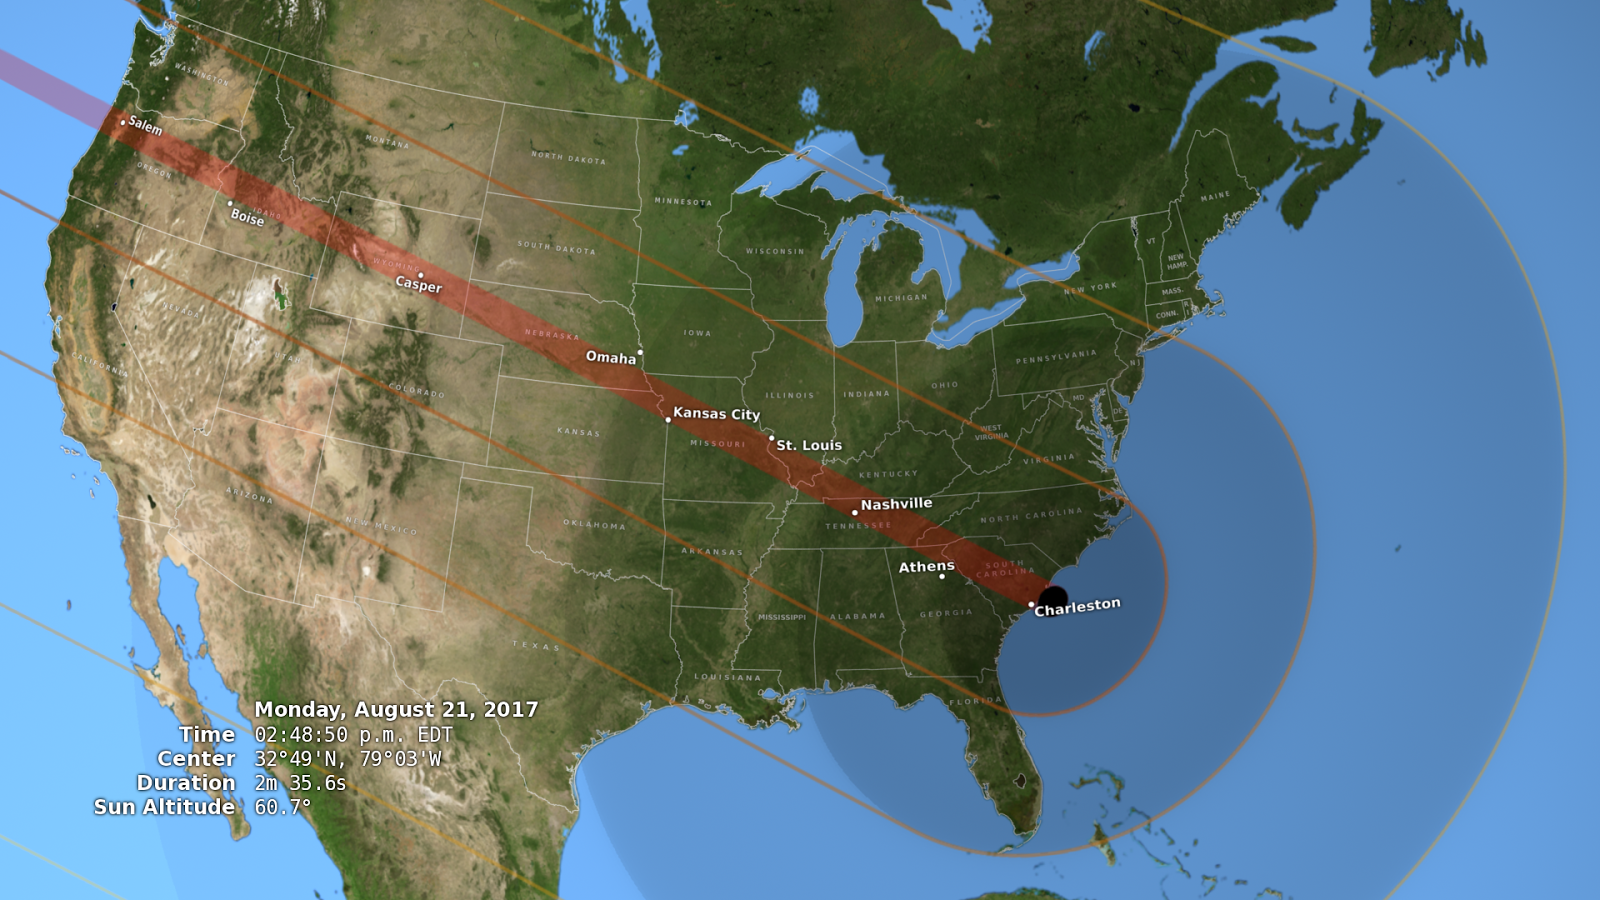 WASHINGTON
Salem
OREGON
MONTANA
NORTH DAKOTA
MINNESOTA
MAINE
Boise
IDAHO
SOUTH DAKOTA
WISCONSIN
VT
NEW
HAMP.
WYOMING
Casper
MICHIGAN
NEW YORK
MASS.
CONN.
R
I
NEVADA
NEBRASKA
IOWA
Omaha
UTAH
PENNSYLVANIA
NJ
CALIFORNIA
COLORADO
ILLINOIS
INDIANA
OHIO
MD
DE
Kansas City
KANSAS
MISSOURI
St. Louis
WEST
VIRGINIA
VIRGINIA
KENTUCKY
ARIZONA
NEW MEXICO
OKLAHOMA
Nashville
TENNESSEE
NORTH CAROLINA
ARKANSAS
Athens
SOUTH
CAROLINA
Charleston
MISSISSIPPI
ALABAMA
GEORGIA
TEXAS
LOUISIANA
FLORIDA
Monday, August 21, 2017
Time 02:48:50 p.m. EDT
Center 32°49'N, 79°03'W
Duration 2m 35.6s
Sun Altitude 60.7°